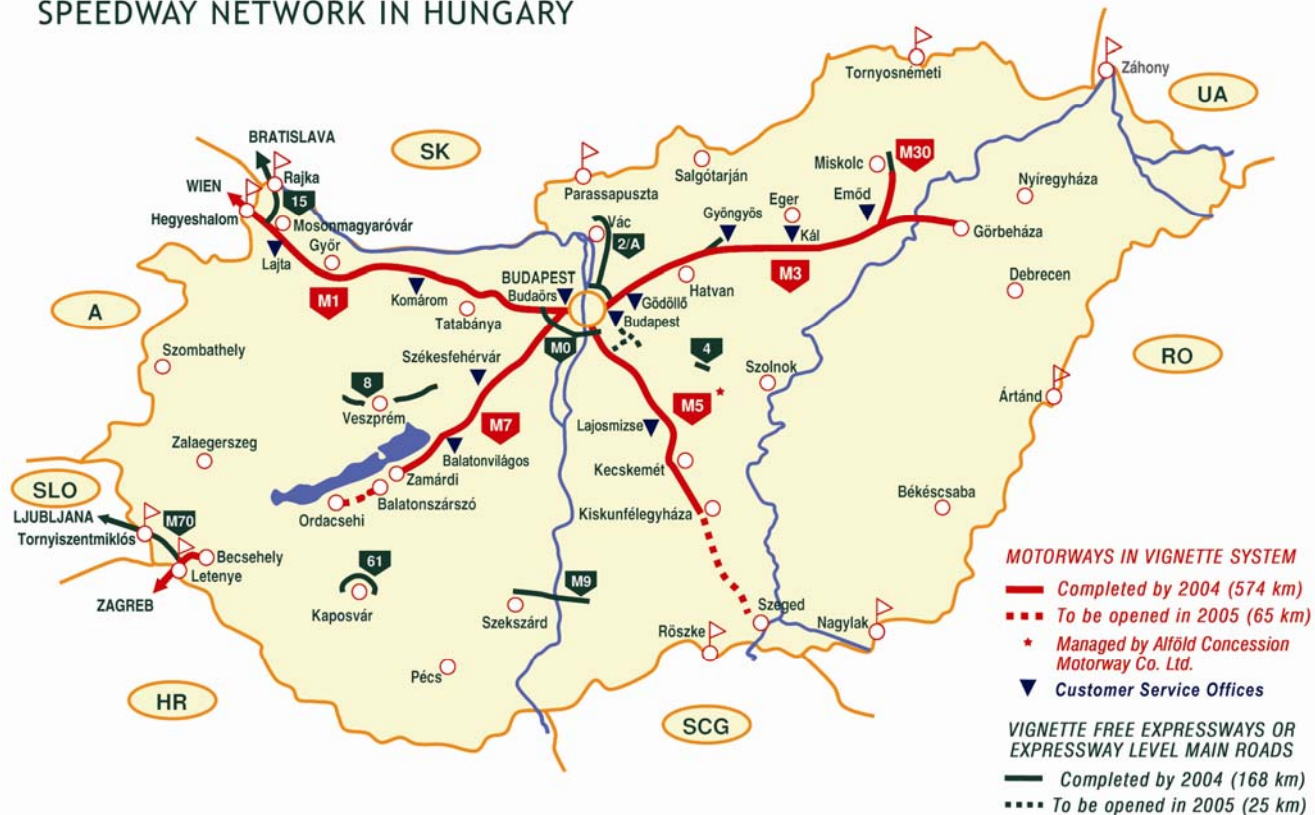 SPEEDWAY NETWORK IN HUNGARY
Tornyosnémeti
Záhony
UA
BRATISLAVA
SK
WIEN
Rajka
Hegyeshalom
15
Mosonmagyaróvár
Lajta
Győr
M1
Komárom
Tatabánya
Parassapuszta
Salgótarján
Miskolc
M30
Nyíregyháza
Vác
2/A
Gyöngyös
Eger
Emőd
Kál
Görbeháza
M3
Hatvan
Debrecen
BUDAPEST
Budaörs
Gödöllő
Budapest
A
Szombathely
Székesfehérvár
M0
4
Szolnok
RO
Ártánd
8
Veszprém
M7
M5
Lajosmizse
Zalaegerszeg
Balatonvilágos
Zamárdi
Balatonszárszó
Ordacsehi
Kecskemét
Kiskunfélegyháza
Békéscsaba
SLO
LJUBLJANA
M70
Tornyiszentmiklós
Becsehely
Letenye
ZAGREB
61
Kaposvár
M9
Szekszárd
Szeged
Nagylak
Röszke
Pécs
HR
SCG
MOTORWAYS IN VIGNETTE SYSTEM
Completed by 2004 (574 km)
To be opened in 2005 (65 km)
Managed by Alföld Concession
Motorway Co. Ltd.
Customer Service Offices
VIGNETTE FREE EXPRESSWAYS OR
EXPRESSWAY LEVEL MAIN ROADS
Completed by 2004 (168 km)
To be opened in 2005 (25 km)